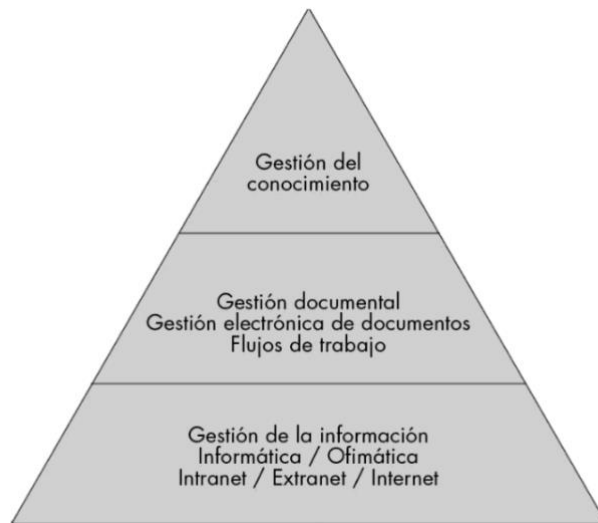 Gestión del
conocimiento
Gestión documental
Gestión electrónica de documentos
Flujos de trabajo
Gestión de la información
Informática / Ofimática
Intranet / Extranet / Internet